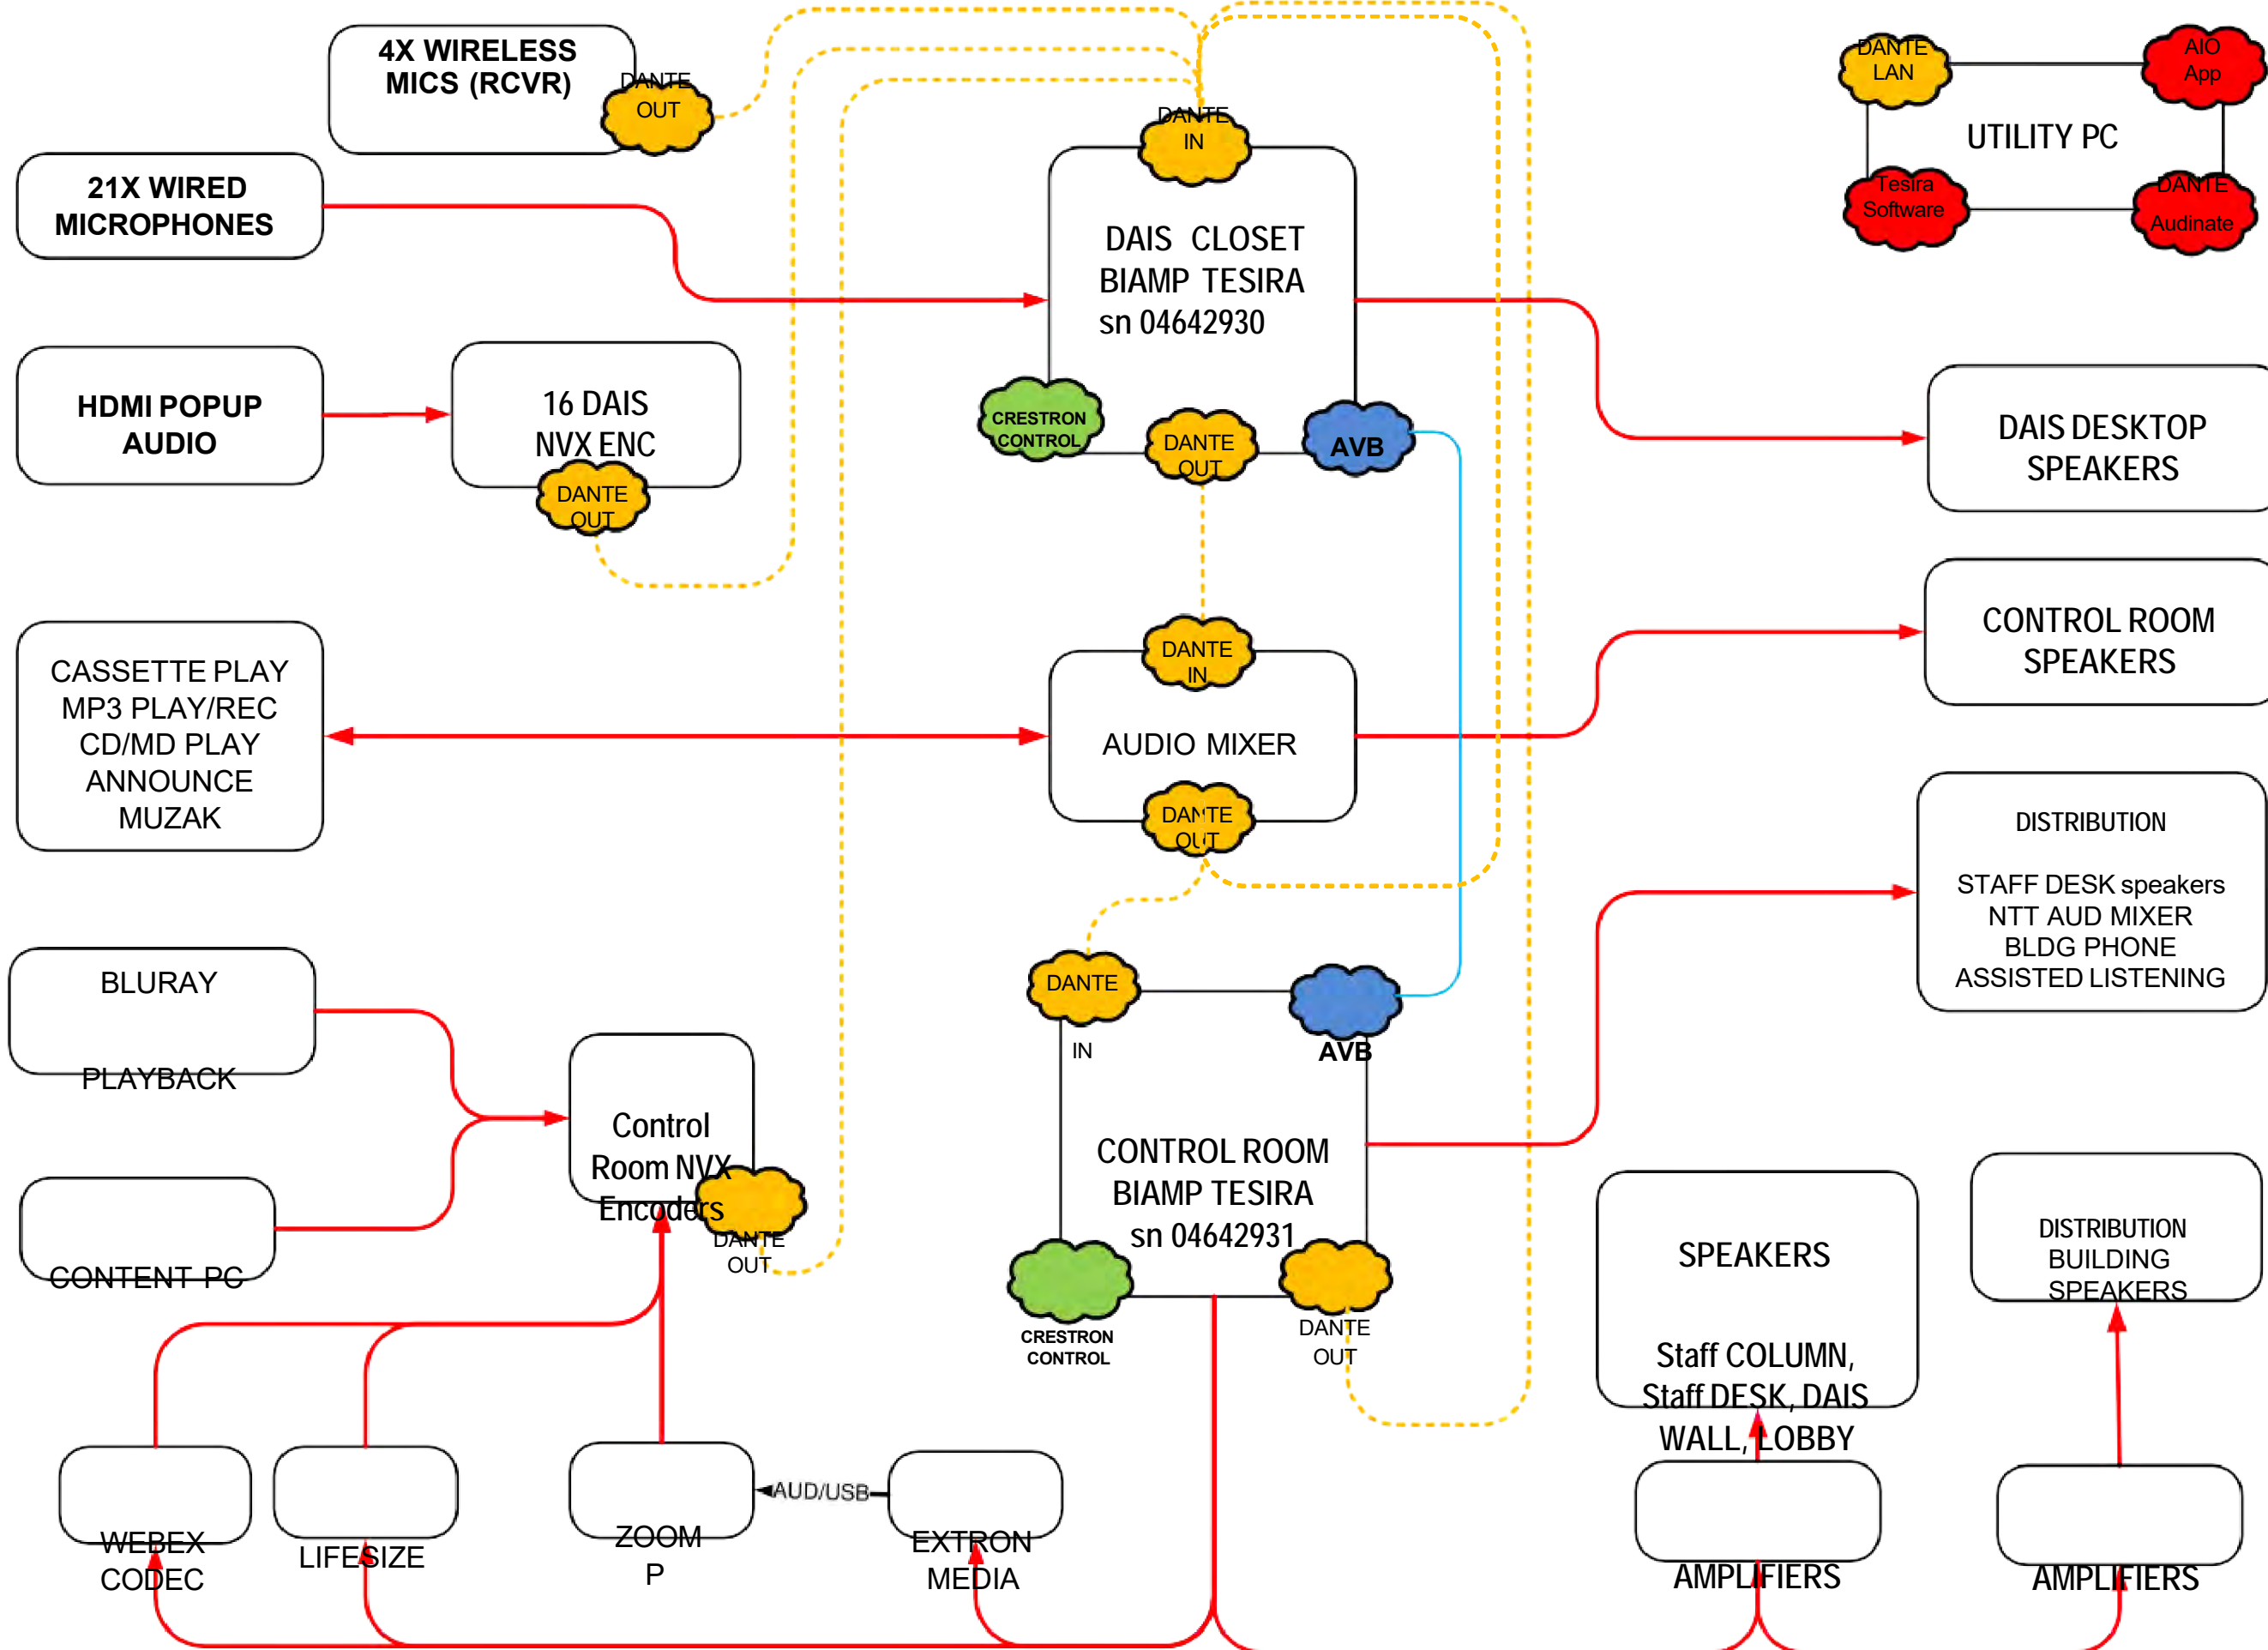 4X WIRELESS
MICS (RCVR)
DANTE
OUT
21X WIRED
MICROPHONES
DANTE
IN
DAIS CLOSET
BIAMP TESIRA
sn 04642930
CRESTRON
CONTROL
DANTE
OUT
AVB
DANTE
LAN
AIO
App
UTILITY PC
Tesira
Software
DANTE
Audinate
HDMI POPUP
AUDIO
16 DAIS
NVX ENC
DANTE
OUT
DAIS DESKTOP
SPEAKERS
CASSETTE PLAY
MP3 PLAY/REC
CD/MD PLAY
ANNOUNCE
MUZAK
DANTE
IN
AUDIO MIXER
DANTE
OUT
CONTROL ROOM
SPEAKERS
DISTRIBUTION
STAFF DESK speakers
NTT AUD MIXER
BLDG PHONE
ASSISTED LISTENING
BLURAY
PLAYBACK
CONTENT PC
Control
Room NVX
Encoders
DANTE
OUT
DANTE
IN
AVB
CONTROL ROOM
BIAMP TESIRA
sn 04642931
CRESTRON
CONTROL
DANTE
OUT
SPEAKERS
Staff COLUMN,
Staff DESK, DAIS
WALL, LOBBY
DISTRIBUTION
BUILDING
SPEAKERS
WEBEX
CODEC
LIFESIZE
ZOOM
P
AUD/USB
EXTRON
MEDIA
AMPLIFIERS
AMPLIFIERS